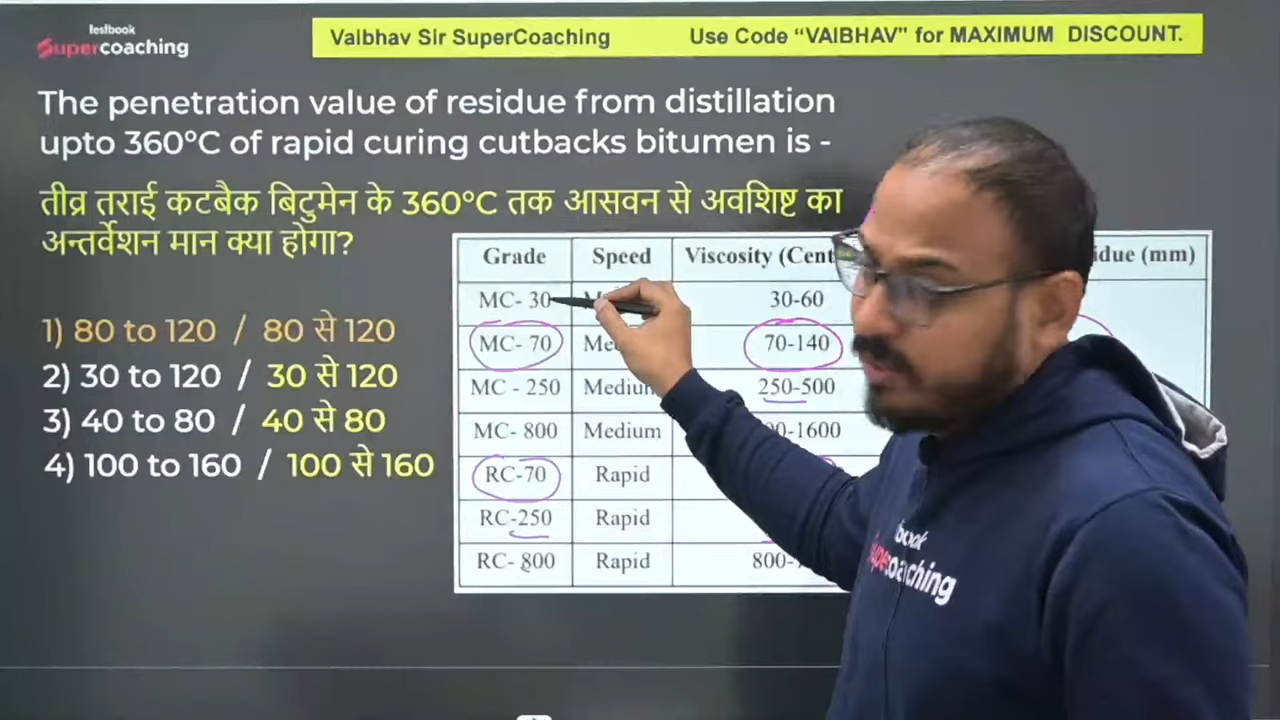 testbook
Supercoaching
Vaibhav Sir SuperCoaching Use Code “VAIBHAV” for MAXIMUM DISCOUNT.
The penetration value of residue from distillation
upto 360°C of rapid curing cutbacks bitumen is -
तीव्र तराई कटबैक बिटुमेन के 360°C तक आसवन से अवशिष्ट का
अन्तर्वेशन मान क्या होगा?
1) 80 to 120 / 80 से 120
2) 30 to 120 / 30 से 120
3) 40 to 80 / 40 से 80
4) 100 to 160 / 100 से 160
Grade Speed Viscosity (mm)
MC- 30 30-60
MC- 70 70-140
MC - 250 Medium 250-500
MC- 800 Medium
RC-70 Rapid
RC-250 Rapid
RC- 800 Rapid